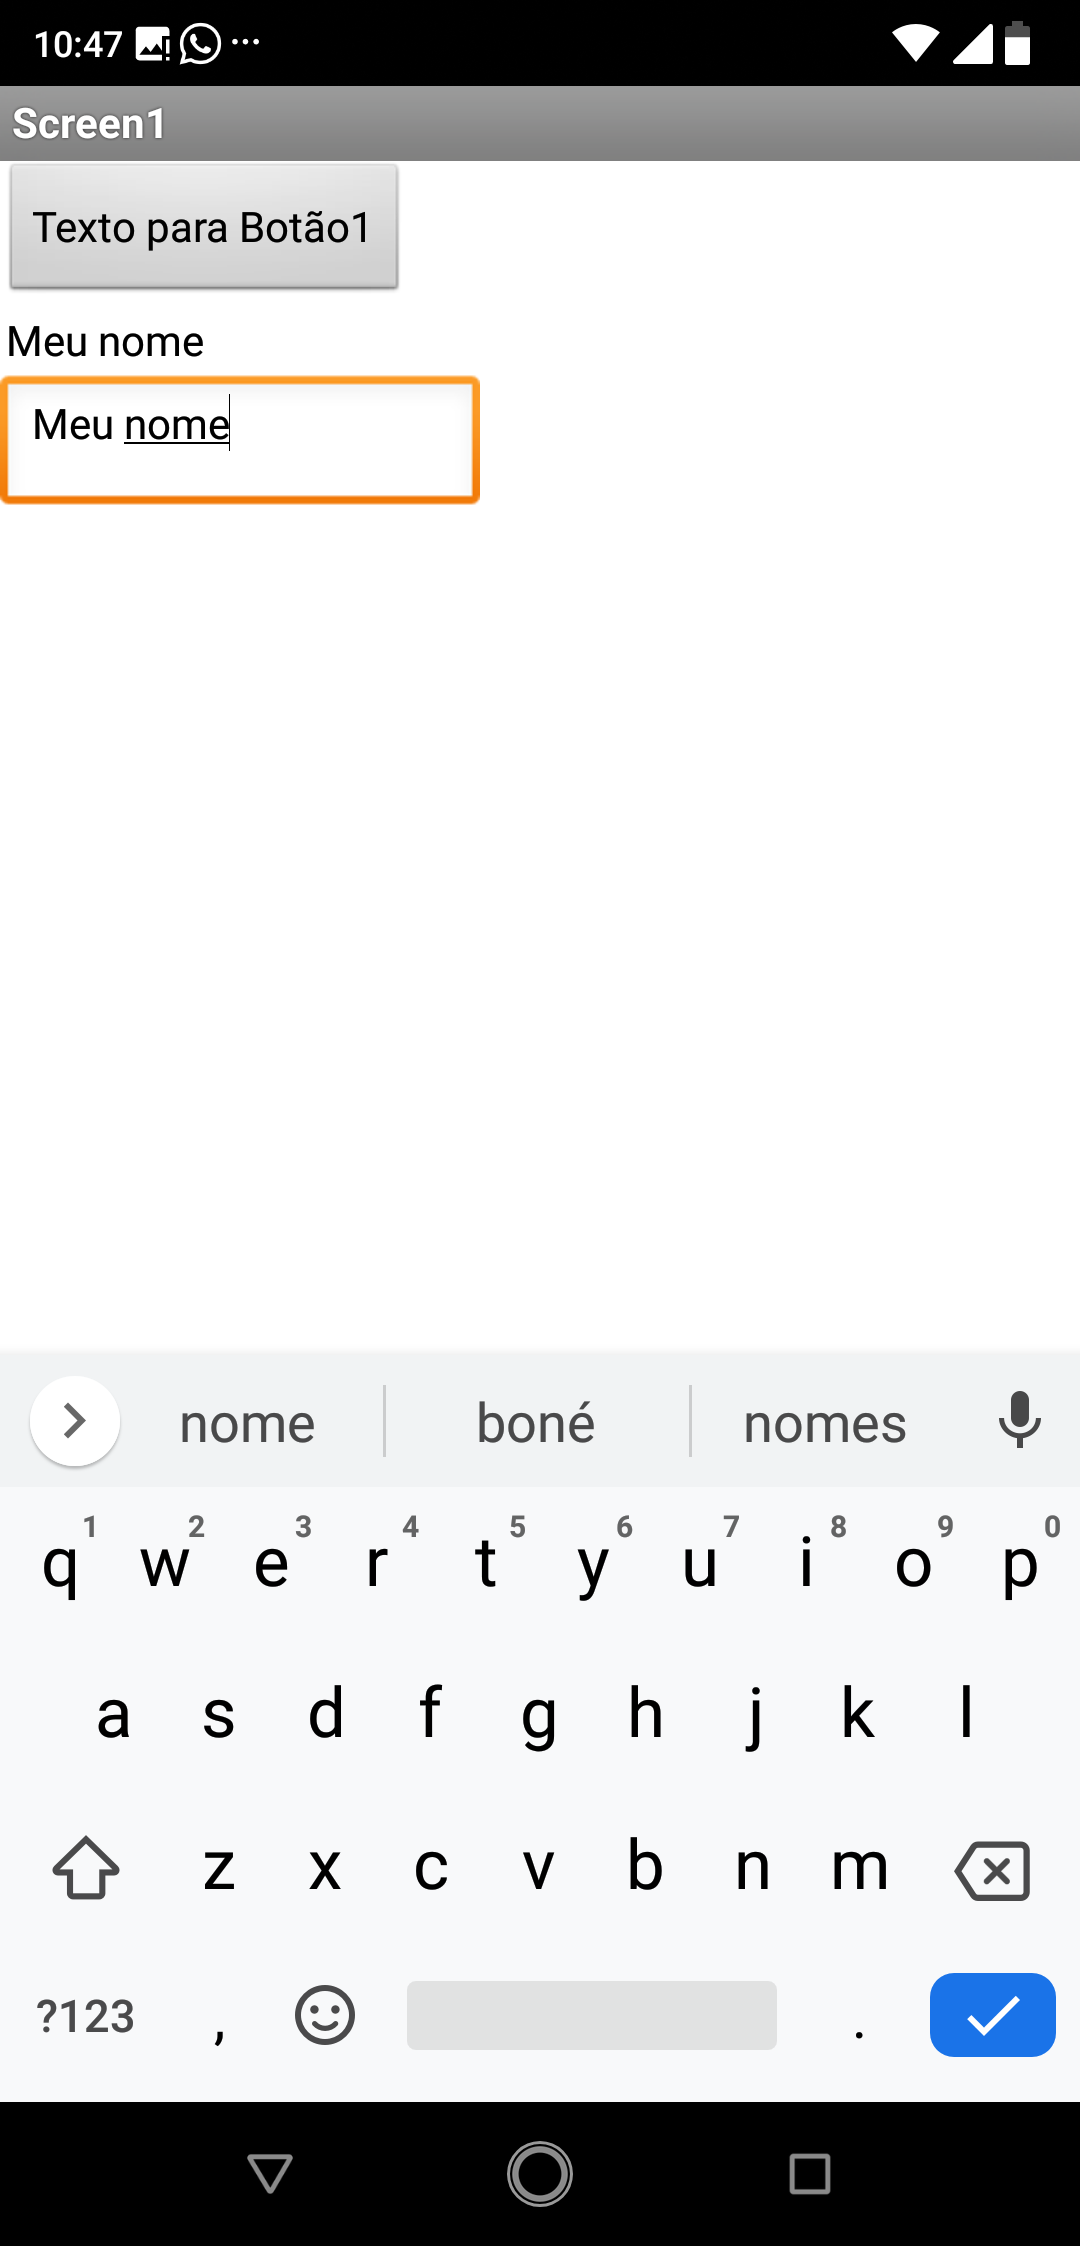 10:47
Screen1
Texto para Botão1
Meu nome
Meu nome
nome boné nomes
1 2 3 4 5 6 7 8 9 0
q w e r t y u i o p
a s d f g h j k l
z x c v b n m
?123 , .